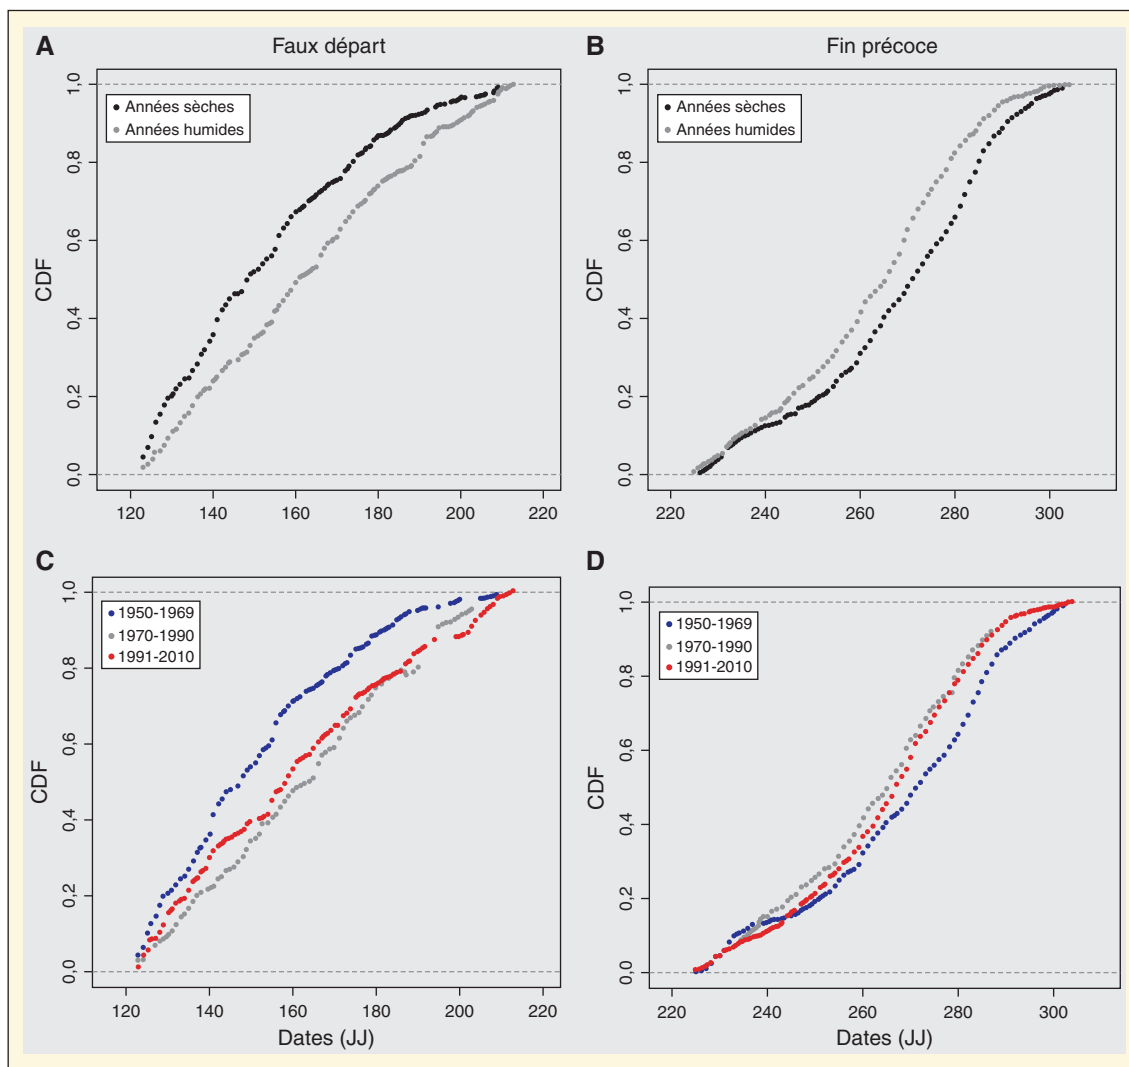 A
Faux départ
B
Fin précoce
CDF
1,0
0,8
0,6
0,4
0,2
0,0
Années sèches
Années humides
120 140 160 180 200 220
CDF
1,0
0,8
0,6
0,4
0,2
0,0
Années sèches
Années humides
220 240 260 280 300
C
CDF
1,0
0,8
0,6
0,4
0,2
0,0
1950-1969
1970-1990
1991-2010
120 140 160 180 200 220
Dates (JJ)
D
CDF
1,0
0,8
0,6
0,4
0,2
0,0
1950-1969
1970-1990
1991-2010
220 240 260 280 300
Dates (JJ)